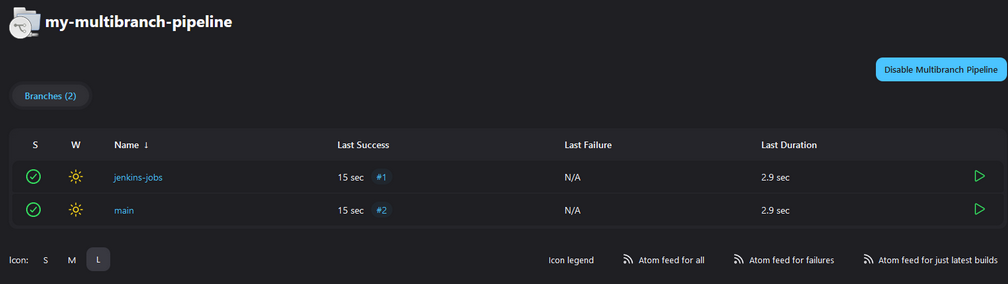 my-multibranch-pipeline
Disable Multibranch Pipeline
Branches (2)
S W Name ↓ Last Success Last Failure Last Duration
jenkins-jobs 15 sec #1 N/A 2.9 sec
main 15 sec #2 N/A 2.9 sec
Icon: S M L Icon legend Atom feed for all Atom feed for failures Atom feed for just latest builds